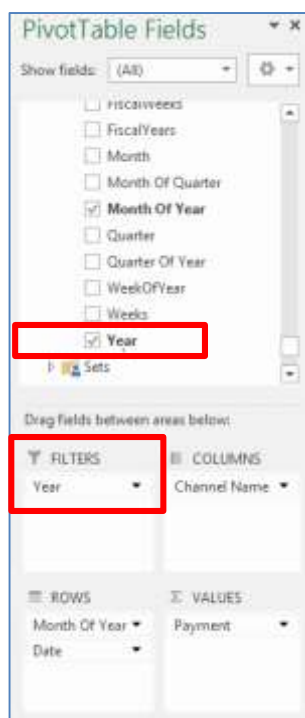 PivotTable Fields
Show fields: (All)
FiscalWeeks
FiscalYears
Month
Month Of Quarter
Month Of Year
Quarter
Quarter Of Year
WeekOfYear
Weeks
Year
Sets
Drag fields between areas below:
FILTERS
COLUMNS
Year
Channel Name
ROWS
Σ VALUES
Month Of Year
Payment
Date